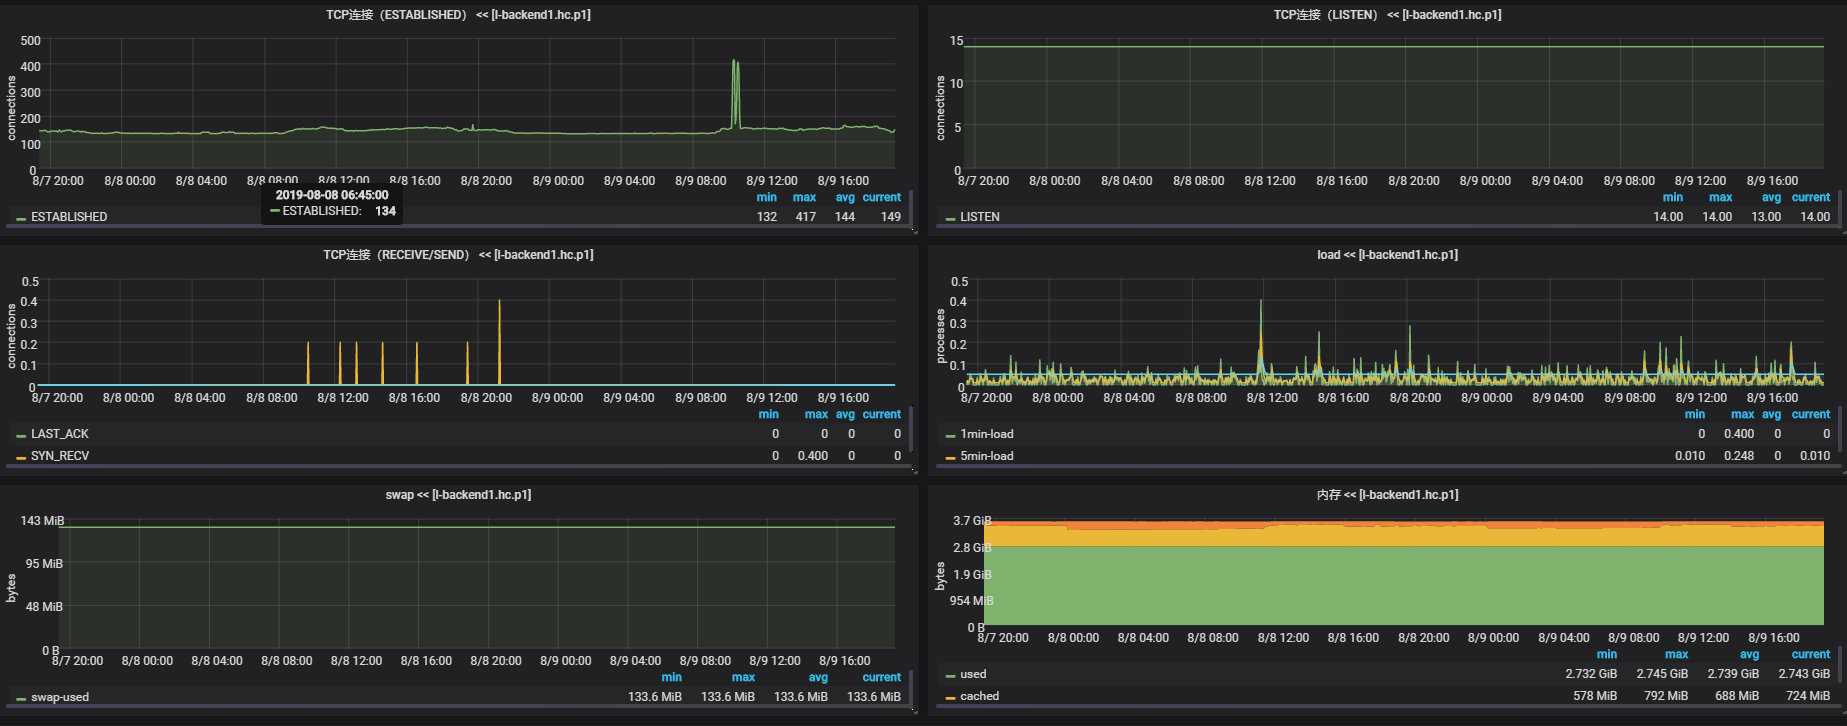 TCP连接（ESTABLISHED） << [l-backend1.hc.p1]
connections
500
400
300
200
100
0
8/7 20:00 8/8 00:00 8/8 04:00 8/8 08:00 8/8 12:00 8/8 16:00 8/8 20:00 8/9 00:00 8/9 04:00 8/9 08:00 8/9 12:00 8/9 16:00
2019-08-08 06:45:00
ESTABLISHED: 134
min max avg current
ESTABLISHED 132 417 144 149
TCP连接（LISTEN） << [l-backend1.hc.p1]
connections
15
10
5
0
8/7 20:00 8/8 00:00 8/8 04:00 8/8 08:00 8/8 12:00 8/8 16:00 8/8 20:00 8/9 00:00 8/9 04:00 8/9 08:00 8/9 12:00 8/9 16:00
min max avg current
LISTEN 14.00 14.00 13.00 14.00
TCP连接（RECEIVE/SEND） << [l-backend1.hc.p1]
connections
0.5
0.4
0.3
0.2
0.1
0
8/7 20:00 8/8 00:00 8/8 04:00 8/8 08:00 8/8 12:00 8/8 16:00 8/8 20:00 8/9 00:00 8/9 04:00 8/9 08:00 8/9 12:00 8/9 16:00
min max avg current
LAST_ACK 0 0 0 0
SYN_RECV 0 0.400 0 0
load << [l-backend1.hc.p1]
processes
0.5
0.4
0.3
0.2
0.1
0
8/7 20:00 8/8 00:00 8/8 04:00 8/8 08:00 8/8 12:00 8/8 16:00 8/8 20:00 8/9 00:00 8/9 04:00 8/9 08:00 8/9 12:00 8/9 16:00
min max avg current
1min-load 0 0.400 0 0
5min-load 0.010 0.248 0 0.010
swap << [l-backend1.hc.p1]
bytes
143 MiB
95 MiB
48 MiB
0 B
8/7 20:00 8/8 00:00 8/8 04:00 8/8 08:00 8/8 12:00 8/8 16:00 8/8 20:00 8/9 00:00 8/9 04:00 8/9 08:00 8/9 12:00 8/9 16:00
min max avg current
swap-used 133.6 MiB 133.6 MiB 133.6 MiB 133.6 MiB
内存 << [l-backend1.hc.p1]
bytes
3.7 GiB
2.8 GiB
1.9 GiB
954 MiB
0 B
8/7 20:00 8/8 00:00 8/8 04:00 8/8 08:00 8/8 12:00 8/8 16:00 8/8 20:00 8/9 00:00 8/9 04:00 8/9 08:00 8/9 12:00 8/9 16:00
min max avg current
used 2.732 GiB 2.745 GiB 2.739 GiB 2.743 GiB
cached 578 MiB 792 MiB 688 MiB 724 MiB